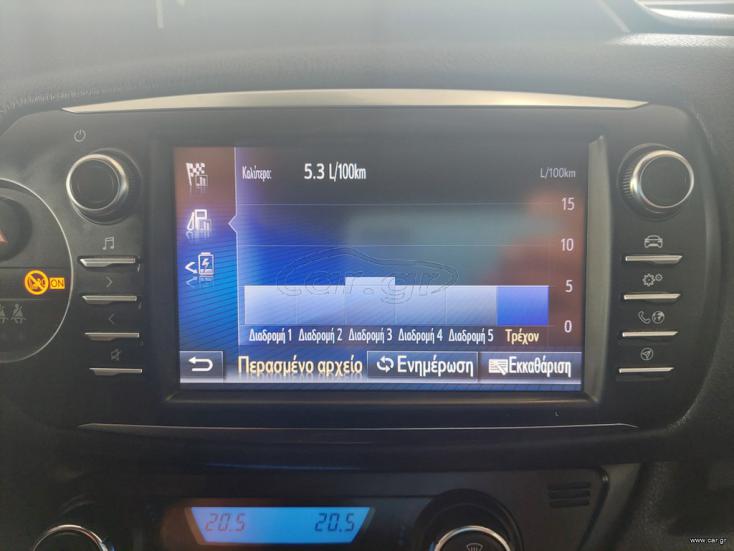 Καλύτερο: 5.3 L/100km L/100km
15
10
5
0
Διαδρομή 1 Διαδρομή 2 Διαδρομή 3 Διαδρομή 4 Διαδρομή 5 Τρέχον
Περασμένο αρχείο Ενημέρωση Εκκαθάριση
ON
20.5 20.5
car.gr
www.car.gr